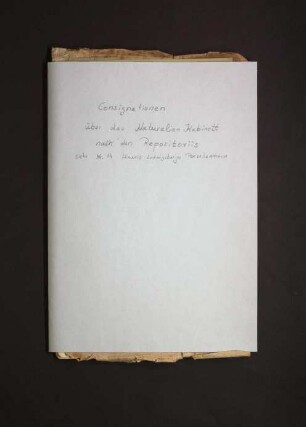 Consignationen
über das Naturalien Kabinett
nach den Repositoriis